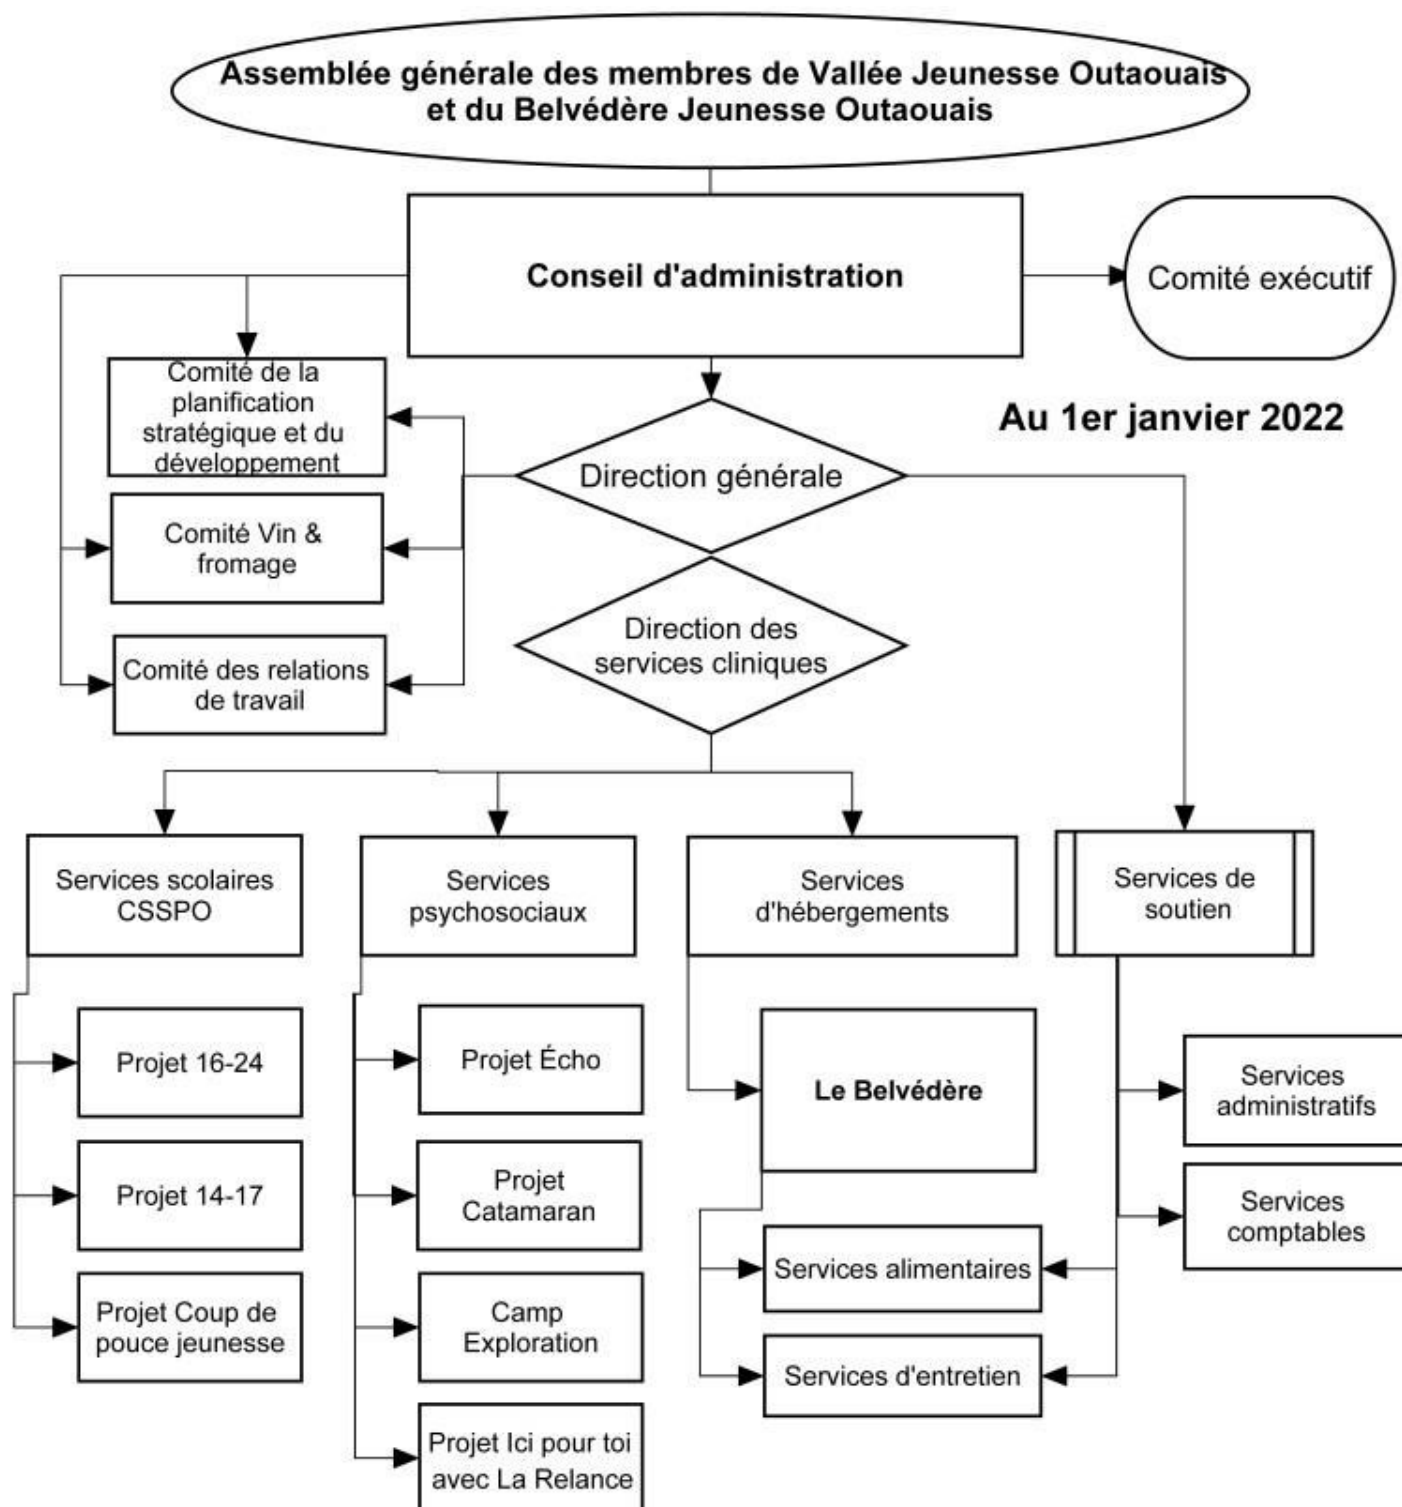 Assemblée générale des membres de Vallée Jeunesse Outaouais
et du Belvédère Jeunesse Outaouais
Conseil d'administration
Comité exécutif
Au 1er janvier 2022
Comité de la
planification
stratégique et du
développement
Direction générale
Comité Vin &
fromage
Direction des
services cliniques
Comité des relations
de travail
Services scolaires
CSSPO
Services
psychosociaux
Services
d'hébergements
Services de
soutien
Projet 16-24
Projet 14-17
Projet Coup de
pouce jeunesse
Projet Écho
Projet
Catamaran
Camp
Exploration
Projet Ici pour toi
avec La Relance
Le Belvédère
Services alimentaires
Services d'entretien
Services
administratifs
Services
comptables